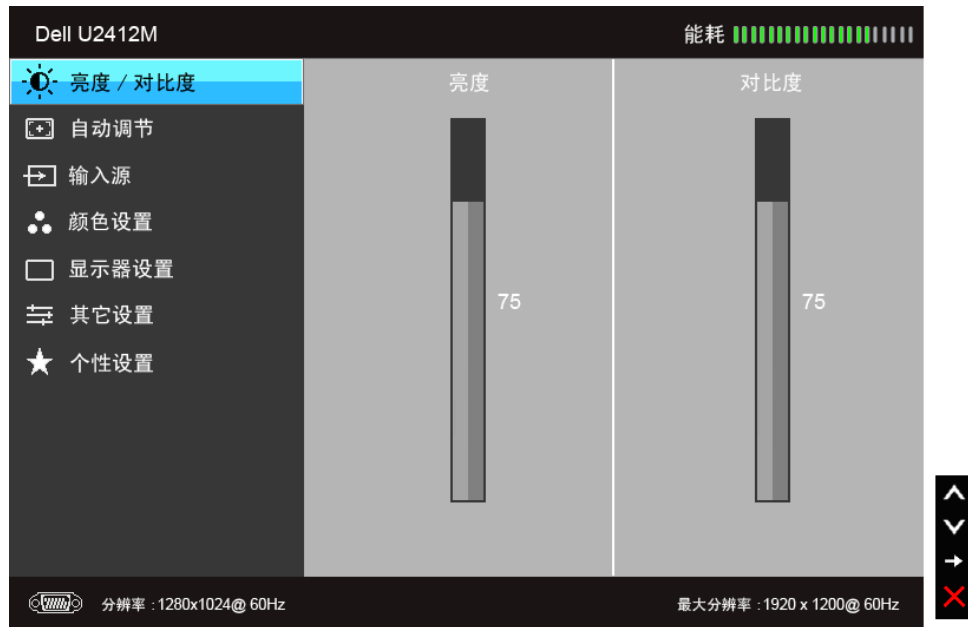 Dell U2412M
能耗
亮度 / 对比度
自动调节
输入源
颜色设置
显示器设置
其它设置
个性设置
亮度
75
对比度
75
分辨率 : 1280x1024@ 60Hz
最大分辨率 : 1920 x 1200@ 60Hz